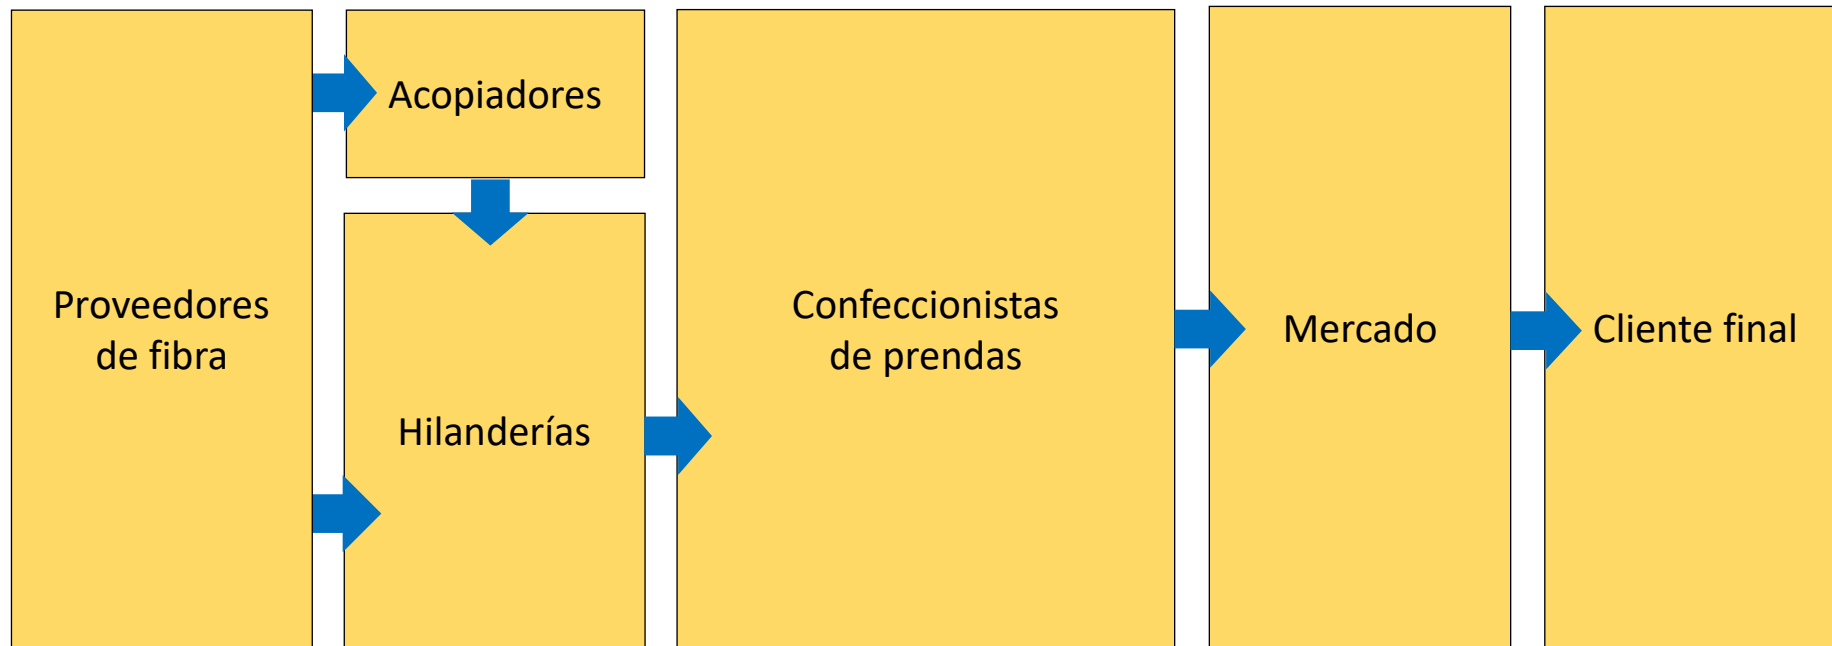 Proveedores
de fibra
Acopiadores
Hilanderías
Confeccionistas
de prendas
Mercado
Cliente final